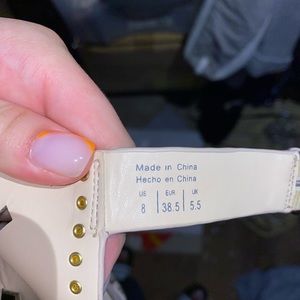 Made in China
Hecho en China
US EUR UK
8 38.5 5.5